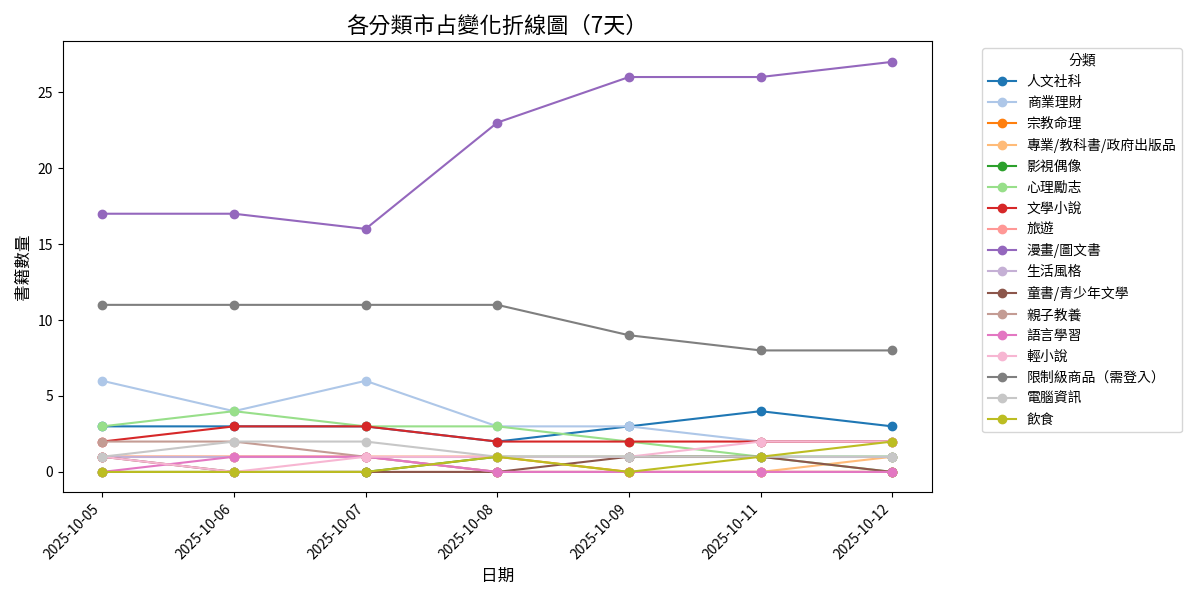 各分類市占變化折線圖（7天）
書籍數量
25
20
15
10
5
0
2025-10-05
2025-10-06
2025-10-07
2025-10-08
2025-10-09
2025-10-11
2025-10-12
日期
分類
人文社科
商業理財
宗教命理
專業/教科書/政府出版品
影視偶像
心理勵志
文學小說
旅遊
漫畫/圖文書
生活風格
童書/青少年文學
親子教養
語言學習
輕小說
限制級商品（需登入）
電腦資訊
飲食